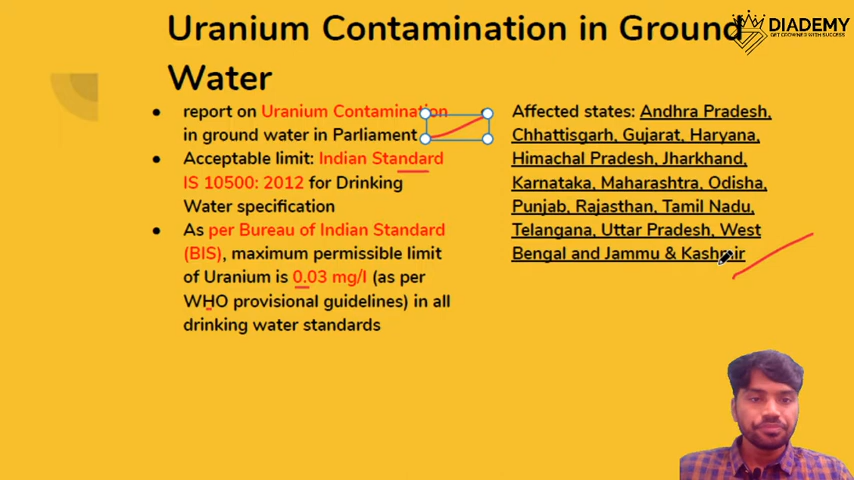 Uranium Contamination in Ground
Water
DIADEMY
GET CROWNED WITH SUCCESS
• report on Uranium Contamination
in ground water in Parliament
• Acceptable limit: Indian Standard
IS 10500: 2012 for Drinking
Water specification
• As per Bureau of Indian Standard
(BIS), maximum permissible limit
of Uranium is 0.03 mg/l (as per
WHO provisional guidelines) in all
drinking water standards
Affected states: Andhra Pradesh,
Chhattisgarh, Gujarat, Haryana,
Himachal Pradesh, Jharkhand,
Karnataka, Maharashtra, Odisha,
Punjab, Rajasthan, Tamil Nadu,
Telangana, Uttar Pradesh, West
Bengal and Jammu & Kashmir